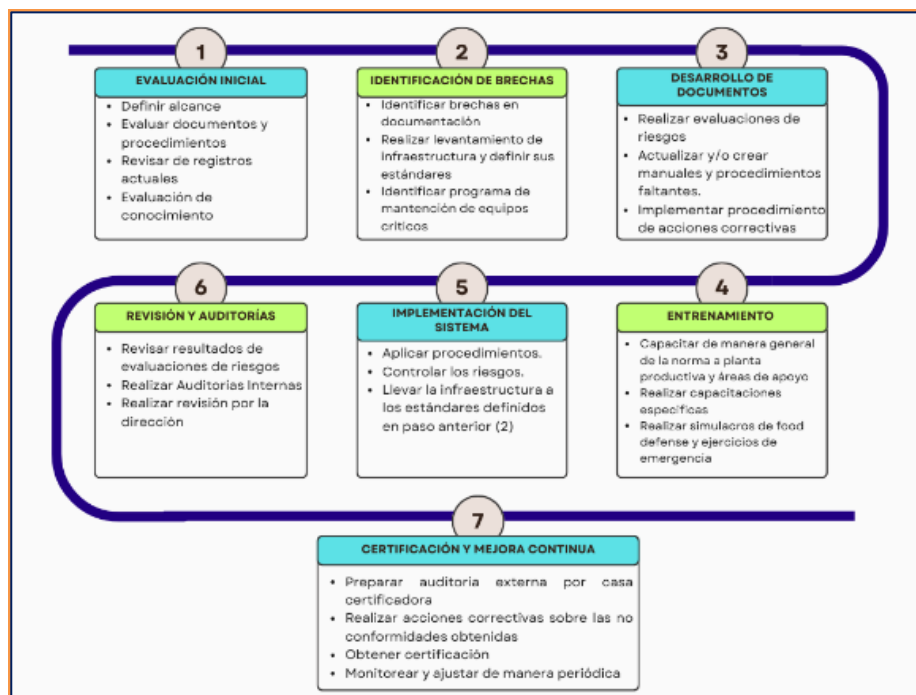 1
EVALUACIÓN INICIAL
• Definir alcance
• Evaluar documentos y
procedimientos
• Revisar de registros
actuales
• Evaluación de
conocimiento
2
IDENTIFICACIÓN DE BRECHAS
• Identificar brechas en
documentación
• Realizar levantamiento de
infraestructura y definir sus
estándares
• Identificar programa de
mantención de equipos
criticos
3
DESARROLLO DE
DOCUMENTOS
• Realizar evaluaciones de
riesgos
• Actualizar y/o crear
manuales y procedimientos
faltantes.
• Implementar procedimiento
de acciones correctivas
4
ENTRENAMIENTO
• Capacitar de manera general
de la norma a planta
productiva y áreas de apoyo
• Realizar capacitaciones
específicas
• Realizar simulacros de food
defense y ejercicios de
emergencia
5
IMPLEMENTACIÓN DEL
SISTEMA
• Aplicar procedimientos.
• Controlar los riesgos.
• Llevar la infraestructura a
los estándares definidos
en paso anterior (2)
6
REVISIÓN Y AUDITORÍAS
• Revisar resultados de
evaluaciones de riesgos
• Realizar Auditorias Internas
• Realizar revisión por la
dirección
7
CERTIFICACIÓN Y MEJORA CONTINUA
• Preparar auditoria externa por casa
certificadora
• Realizar acciones correctivas sobre las no
conformidades obtenidas
• Obtener certificación
• Monitorear y ajustar de manera periódica